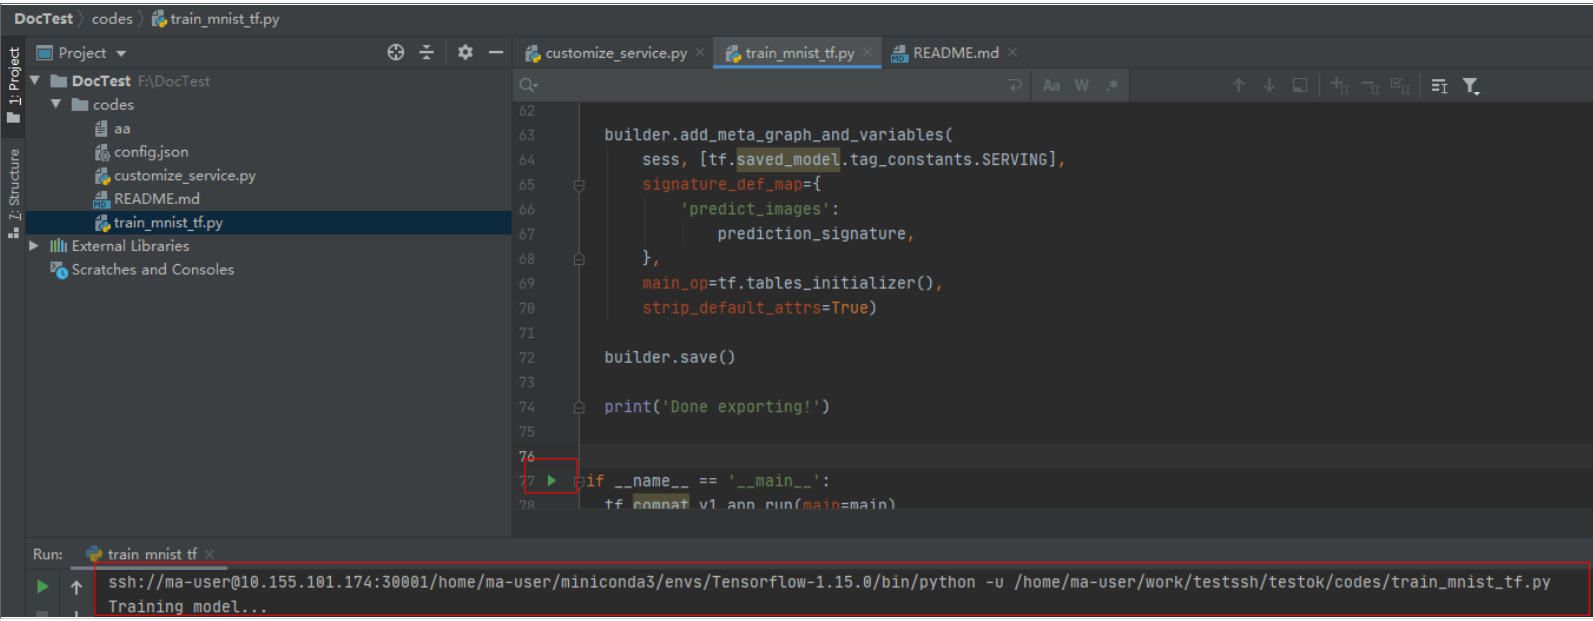 DocTest codes train_mnist_tf.py
1: Project
7: Structure
Project
DocTest F:\DocTest
codes
aa
config.json
customize_service.py
README.md
train_mnist_tf.py
External Libraries
Scratches and Consoles
customize_service.py train_mnist_tf.py README.md
Aa W .*
62
63 builder.add_meta_graph_and_variables(
64 sess, [tf.saved_model.tag_constants.SERVING],
65 signature_def_map={
66 'predict_images':
67 prediction_signature,
68 },
69 main_op=tf.tables_initializer(),
70 strip_default_attrs=True)
71
72 builder.save()
73
74 print('Done exporting!')
75
76
77 if __name__ == '__main__':
78 tf.compat.v1.app.run(main=main)
Run: train_mnist_tf
ssh://ma-user@10.155.101.174:30001/home/ma-user/miniconda3/envs/Tensorflow-1.15.0/bin/python -u /home/ma-user/work/testssh/testok/codes/train_mnist_tf.py
Training model...